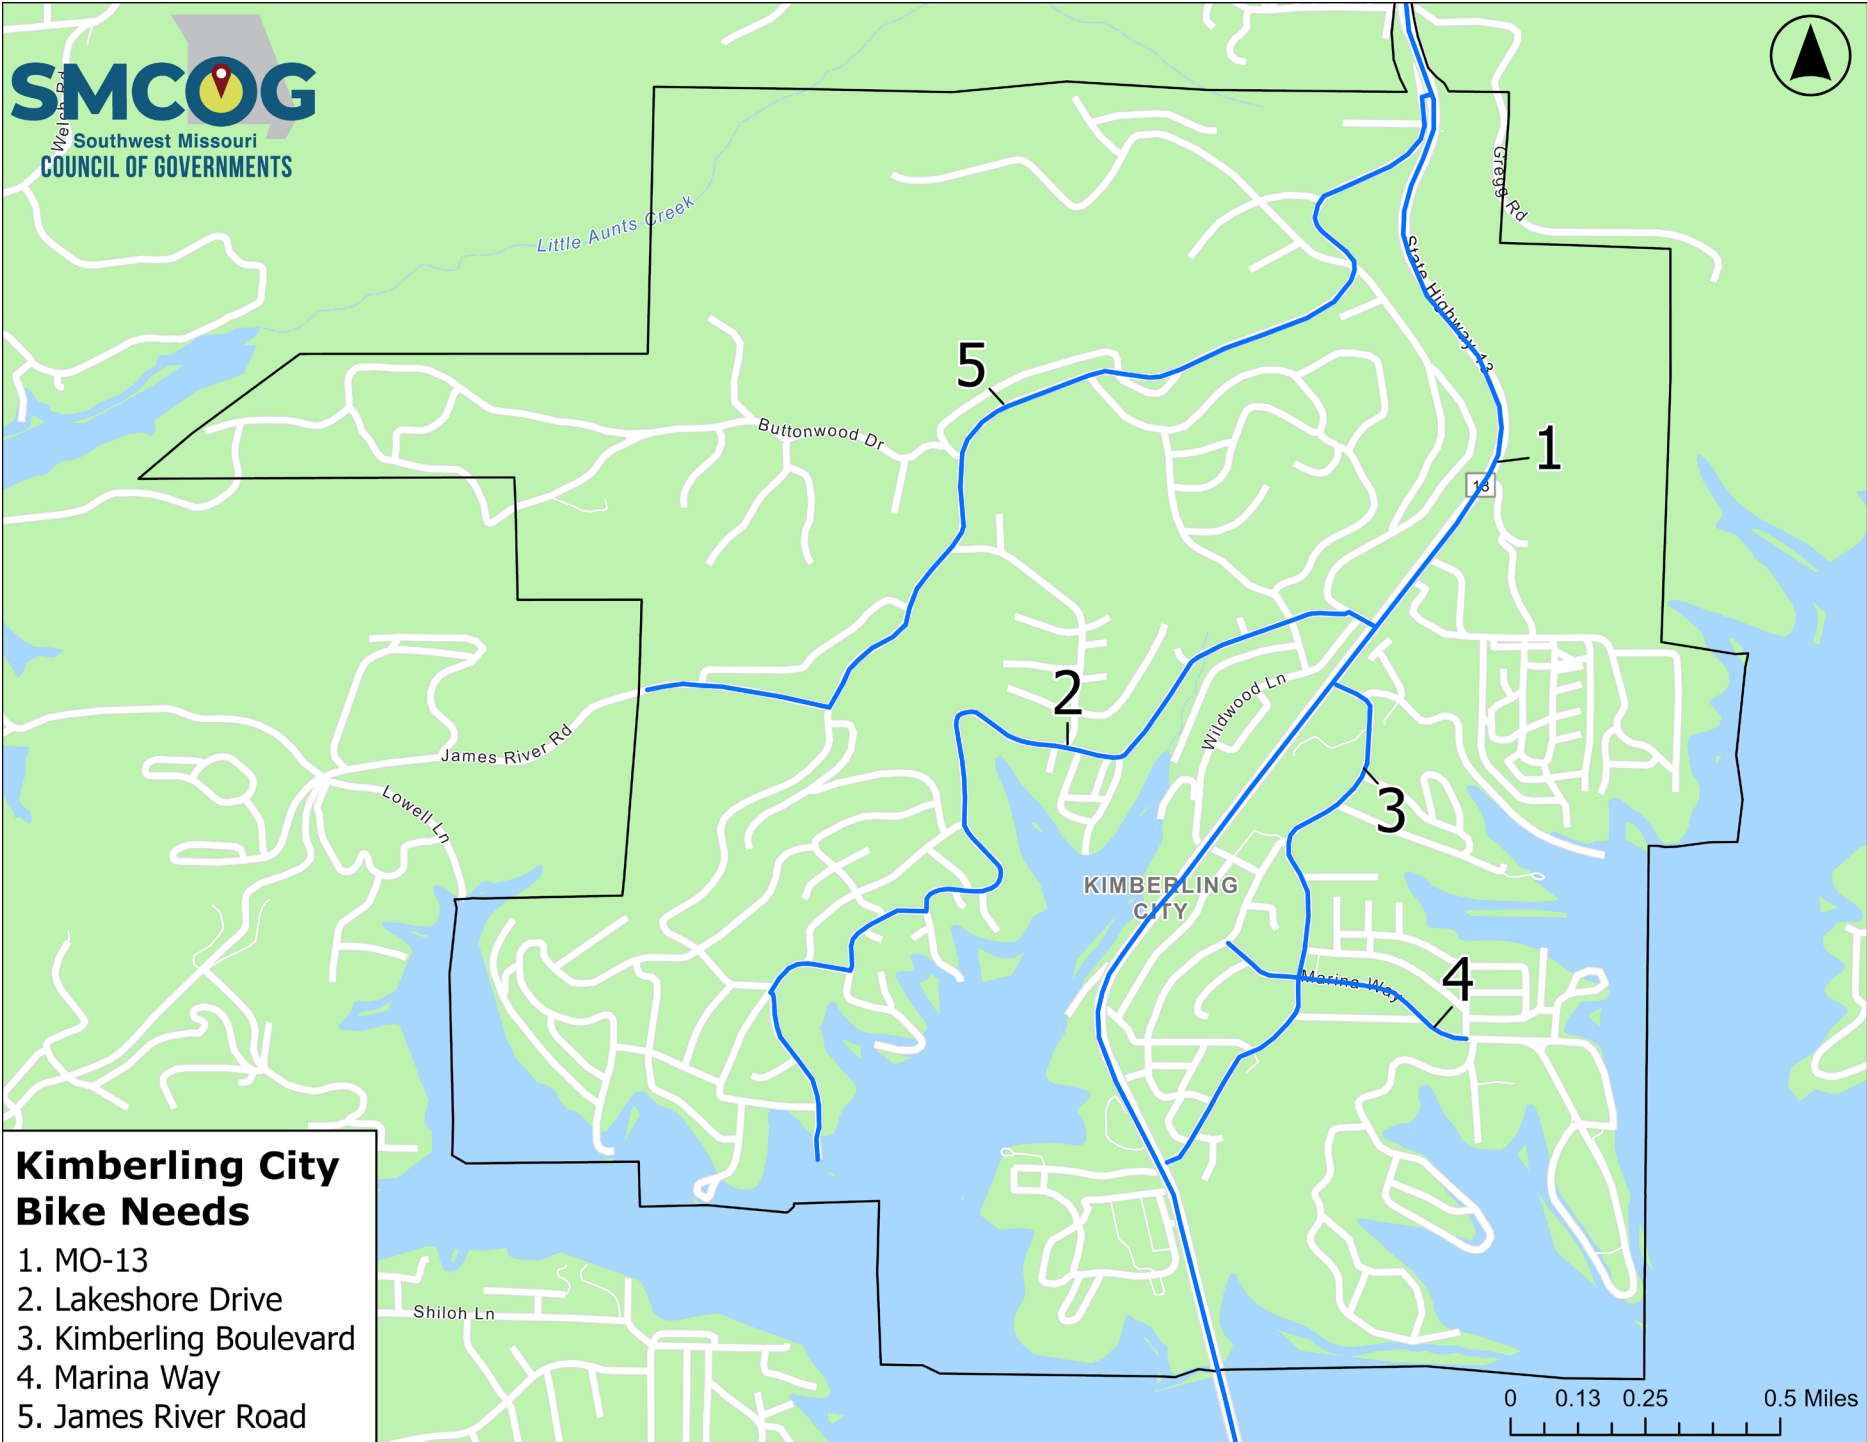 SMCOG
Southwest Missouri
COUNCIL OF GOVERNMENTS
Welch Rd
Little Aunts Creek
Gregg Rd
State Highway 13
5
Buttonwood Dr
1
13
2
Wildwood Ln
James River Rd
Lowell Ln
3
KIMBERLING
CITY
Marina Way
4
Kimberling City
Bike Needs
1. MO-13
2. Lakeshore Drive
3. Kimberling Boulevard
4. Marina Way
5. James River Road
Shiloh Ln
0 0.13 0.25 0.5 Miles